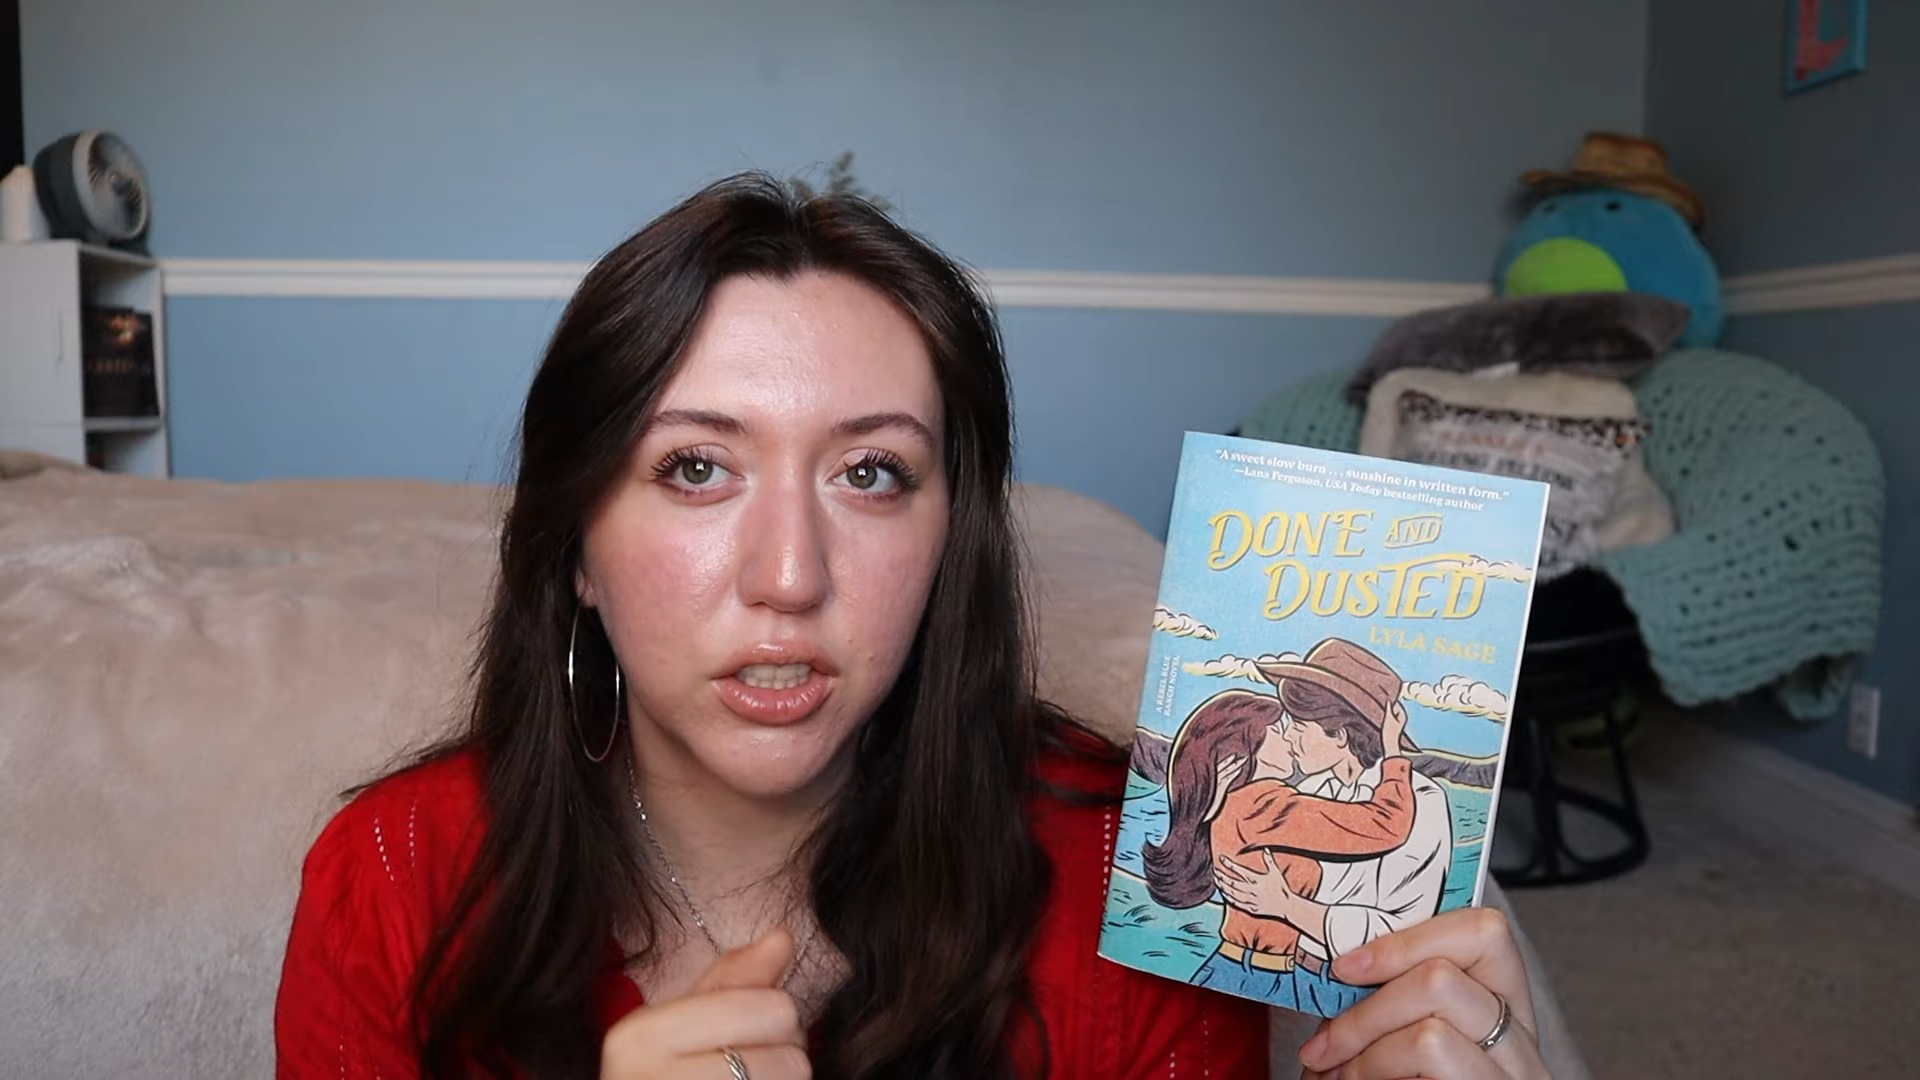 "A sweet slow burn... sunshine in written form."
—Lana Ferguson, USA Today bestselling author
DONE AND
DUSTED
LYLA SAGE
A REBEL BLUE
RANCH NOVEL